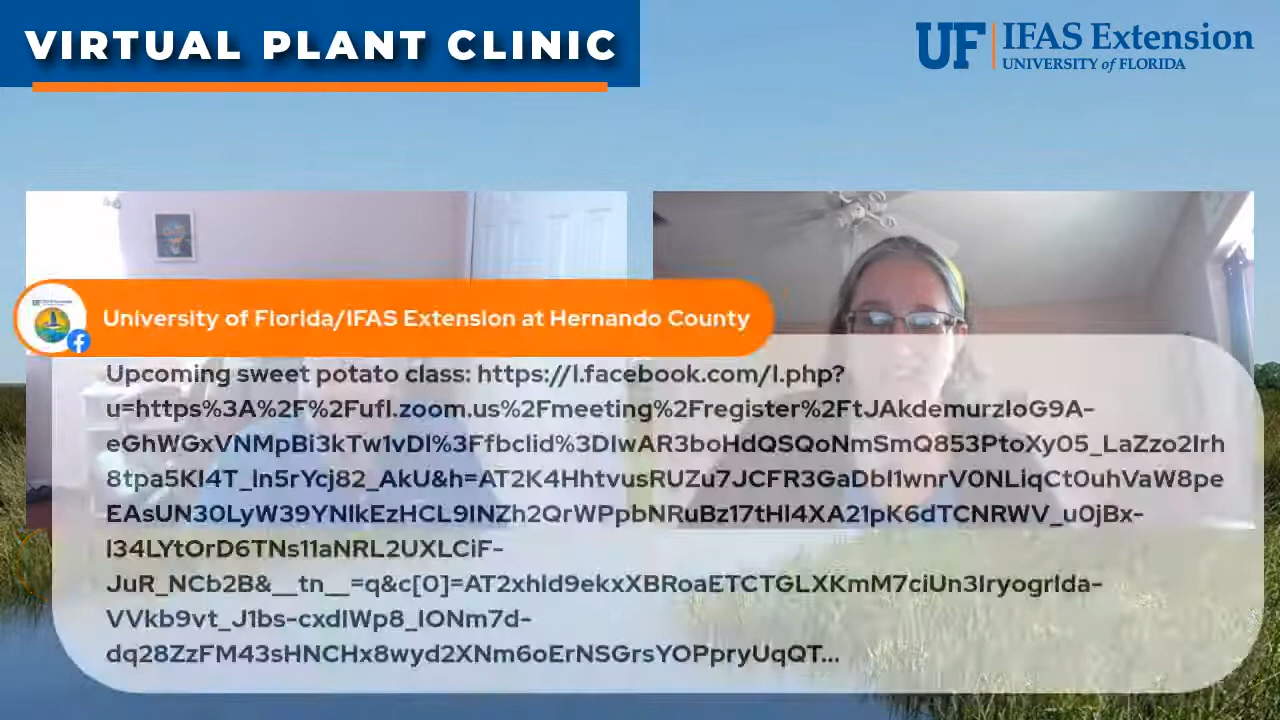 VIRTUAL PLANT CLINIC
UF IFAS Extension
UNIVERSITY of FLORIDA
University of Florida/IFAS Extension at Hernando County
Upcoming sweet potato class: https://l.facebook.com/l.php?
u=https%3A%2F%2Fufl.zoom.us%2Fmeeting%2Fregister%2FtJAkdemurzIoG9A-
eGhWGxVNMpBi3kTw1vDl%3Ffbclid%3DIwAR3boHdQSQoNmSmQ853PtoXy05_LaZzo2Irh
8tpa5KI4T_In5rYcj82_AkU&h=AT2K4HhtvusRUZu7JCFR3GaDbI1wnrV0NLiqCt0uhVaW8pe
EAsUN30LyW39YNIkEzHCL9INZh2QrWPpbNRuBz17tHI4XA21pK6dTCNRWV_u0jBx-
l34LYtOrD6TNs11aNRL2UXLCiF-
JuR_NCb2B&__tn__=q&c[0]=AT2xhId9ekxXBRoaETCTGLXKmM7ciUn3Iryogrlda-
VVkb9vt_J1bs-cxdIWp8_IONm7d-
dq28ZzFM43sHNCHx8wyd2XNm6oErNSGrsYOPpryUqQT...